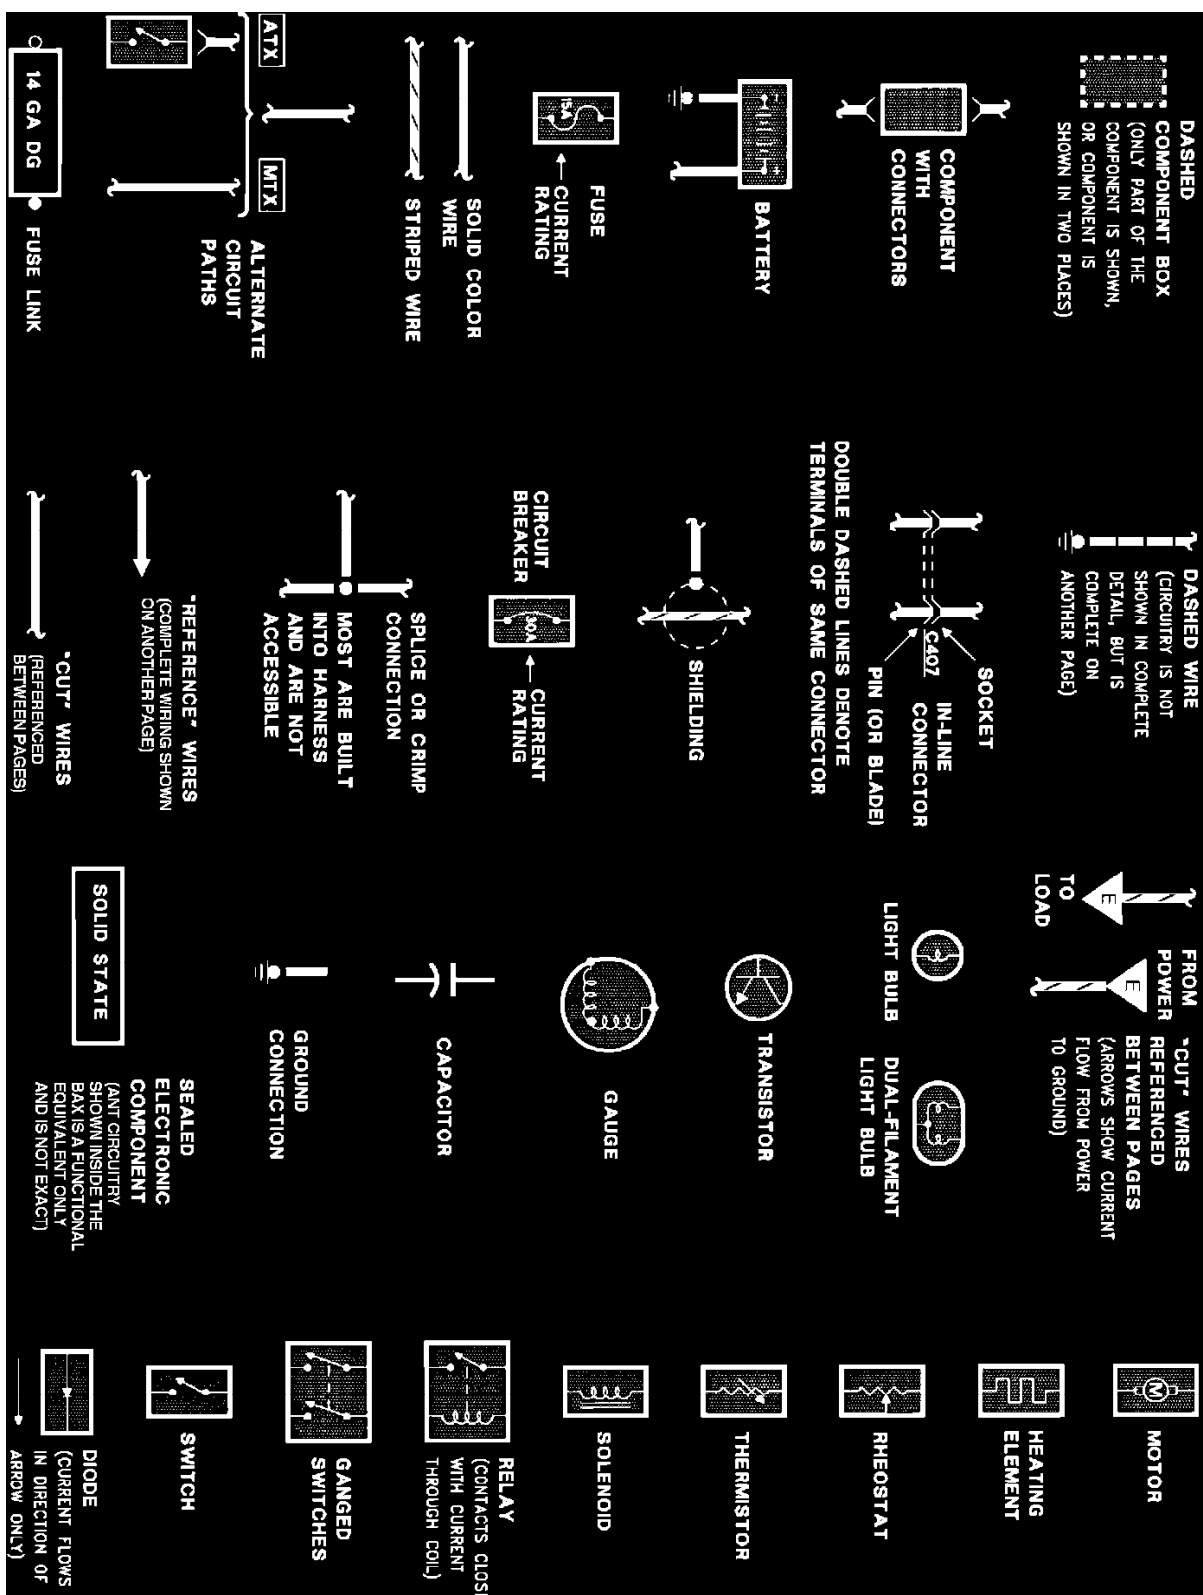 DASHED
COMPONENT BOX
(ONLY PART OF THE
COMPONENT IS SHOWN,
OR COMPONENT IS
SHOWN IN TWO PLACES)
COMPONENT
WITH
CONNECTORS
BATTERY
15A
FUSE
CURRENT
RATING
SOLID COLOR
WIRE
STRIPED WIRE
ATX
MTX
ALTERNATE
CIRCUIT
PATHS
14 GA DG
FUSE LINK
DASHED WIRE
(CIRCUITRY IS NOT
SHOWN IN COMPLETE
DETAIL, BUT IS
COMPLETE ON
ANOTHER PAGE)
SOCKET
C407
IN-LINE
CONNECTOR
PIN (OR BLADE)
DOUBLE DASHED LINES DENOTE
TERMINALS OF SAME CONNECTOR
SHIELDING
CIRCUIT
BREAKER
30A
CURRENT
RATING
SPLICE OR CRIMP
CONNECTION
MOST ARE BUILT
INTO HARNESS
AND ARE NOT
ACCESSIBLE
"REFERENCE" WIRES
(COMPLETE WIRING SHOWN
ON ANOTHER PAGE)
"CUT" WIRES
(REFERENCED
BETWEEN PAGES)
FROM
POWER
E
E
TO
LOAD
"CUT" WIRES
REFERENCED
BETWEEN PAGES
(ARROWS SHOW CURRENT
FLOW FROM POWER
TO GROUND)
LIGHT BULB
DUAL-FILAMENT
LIGHT BULB
TRANSISTOR
GAUGE
CAPACITOR
GROUND
CONNECTION
SOLID STATE
SEALED
ELECTRONIC
COMPONENT
(ANT CIRCUITRY
SHOWN INSIDE THE
BAX IS A FUNCTIONAL
EQUIVALENT ONLY
AND IS NOT EXACT)
M
MOTOR
HEATING
ELEMENT
RHEOSTAT
THERMISTOR
SOLENOID
RELAY
(CONTACTS CLOSE
WITH CURRENT
THROUGH COIL)
GANGED
SWITCHES
SWITCH
DIODE
(CURRENT FLOWS
IN DIRECTION OF
ARROW ONLY)